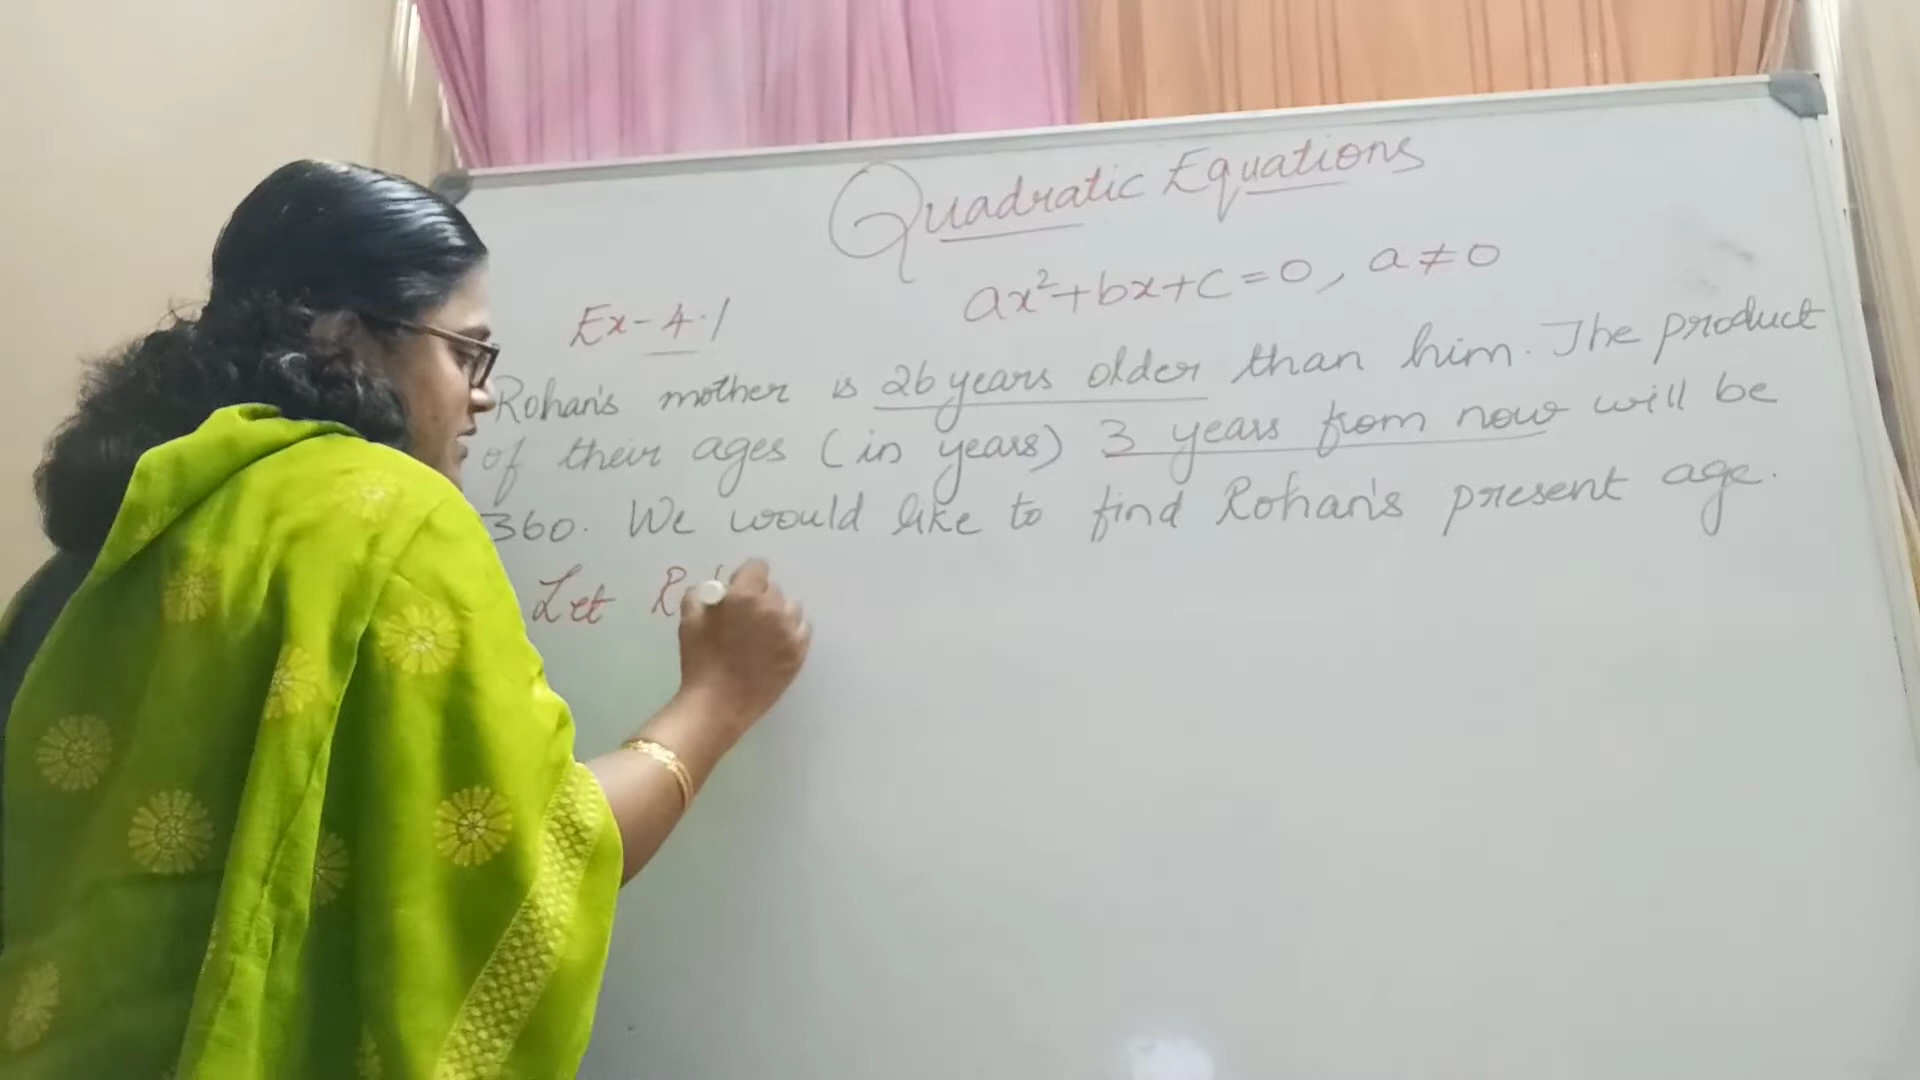 Quadratic Equations
ax²+bx+c=0, a≠0
Ex-4.1
Rohan's mother is 26 years older than him. The product
of their ages (in years) 3 years from now will be
360. We would like to find Rohan's present age.
Let